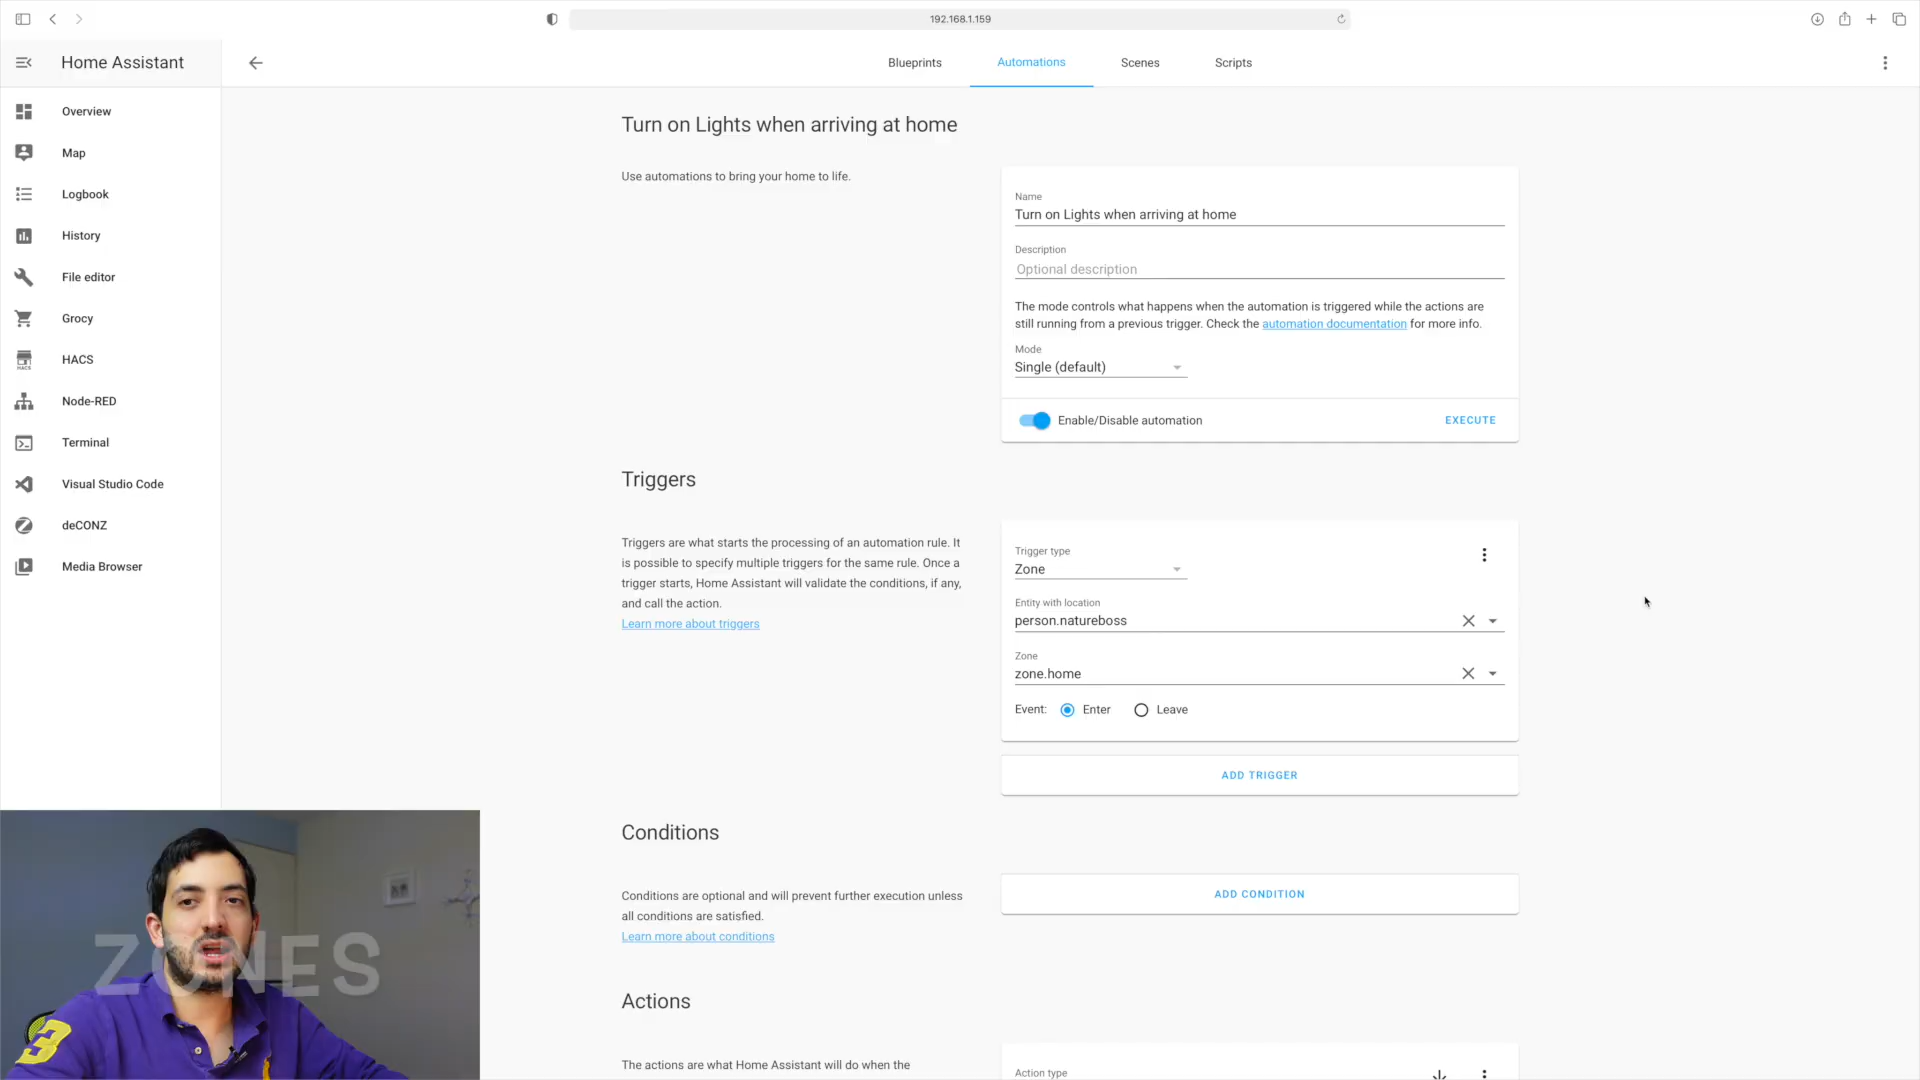 192.168.1.159
Home Assistant
Blueprints
Automations
Scenes
Scripts
Overview
Map
Logbook
History
File editor
Grocy
HACS
HACS
Node-RED
Terminal
Visual Studio Code
deCONZ
Media Browser
Turn on Lights when arriving at home
Use automations to bring your home to life.
Name
Turn on Lights when arriving at home
Description
Optional description
The mode controls what happens when the automation is triggered while the actions are
still running from a previous trigger. Check the automation documentation for more info.
Mode
Single (default)
Enable/Disable automation
EXECUTE
Triggers
Triggers are what starts the processing of an automation rule. It
is possible to specify multiple triggers for the same rule. Once a
trigger starts, Home Assistant will validate the conditions, if any,
and call the action.
Learn more about triggers
Trigger type
Zone
Entity with location
person.natureboss
Zone
zone.home
Event:
Enter
Leave
ADD TRIGGER
Conditions
Conditions are optional and will prevent further execution unless
all conditions are satisfied.
Learn more about conditions
ADD CONDITION
Actions
The actions are what Home Assistant will do when the
Action type
ZONES
3